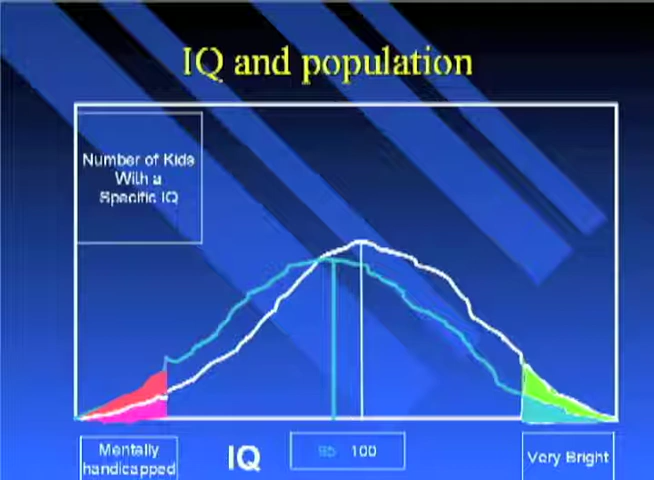 IQ and population
Number of Kids
With a
Specific IQ
Mentally
handicapped
IQ
95 100
Very Bright